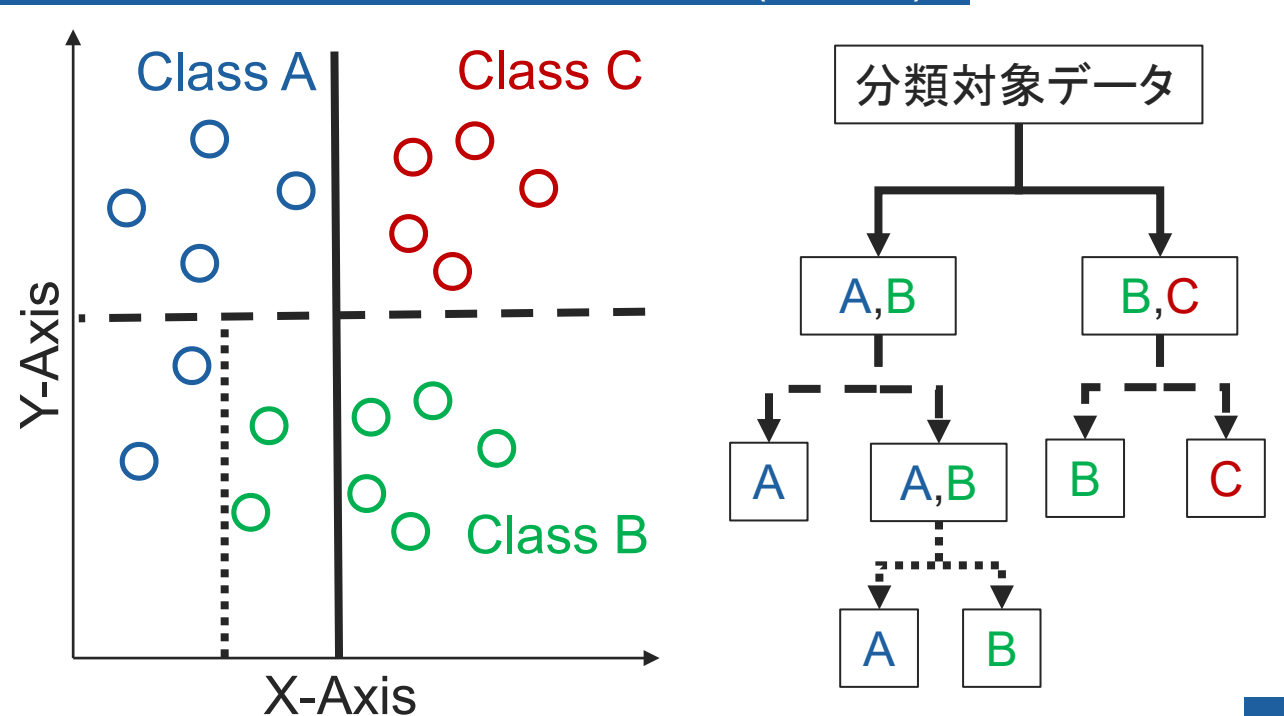 Class A
Class C
Class B
Y-Axis
X-Axis
分類対象データ
A,B
B,C
A
A,B
B
C
A
B